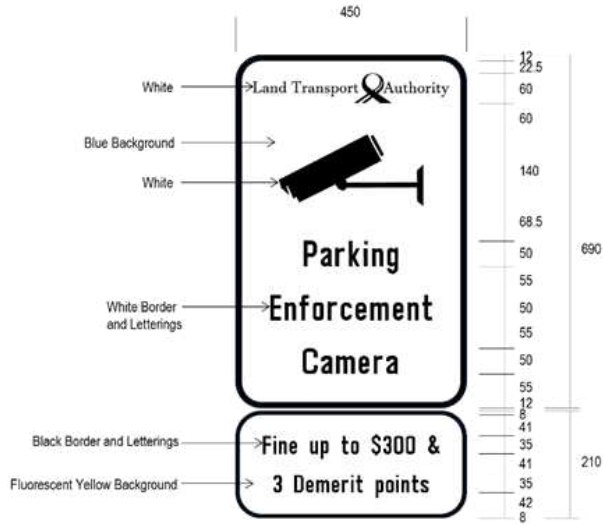 450
12
22.5
White
Land Transport Authority
60
60
Blue Background
140
White
68.5
Parking
50
690
55
White Border
and Letterings
Enforcement
50
55
Camera
50
55
12
8
Black Border and Letterings
Fine up to $300 &
41
35
41
210
Fluorescent Yellow Background
3 Demerit points
35
42
8